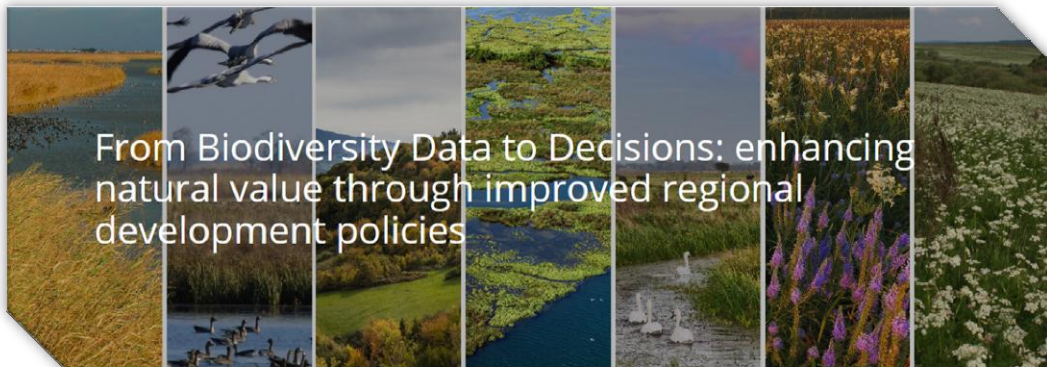 From Biodiversity Data to Decisions: enhancing
natural value through improved regional
development policies